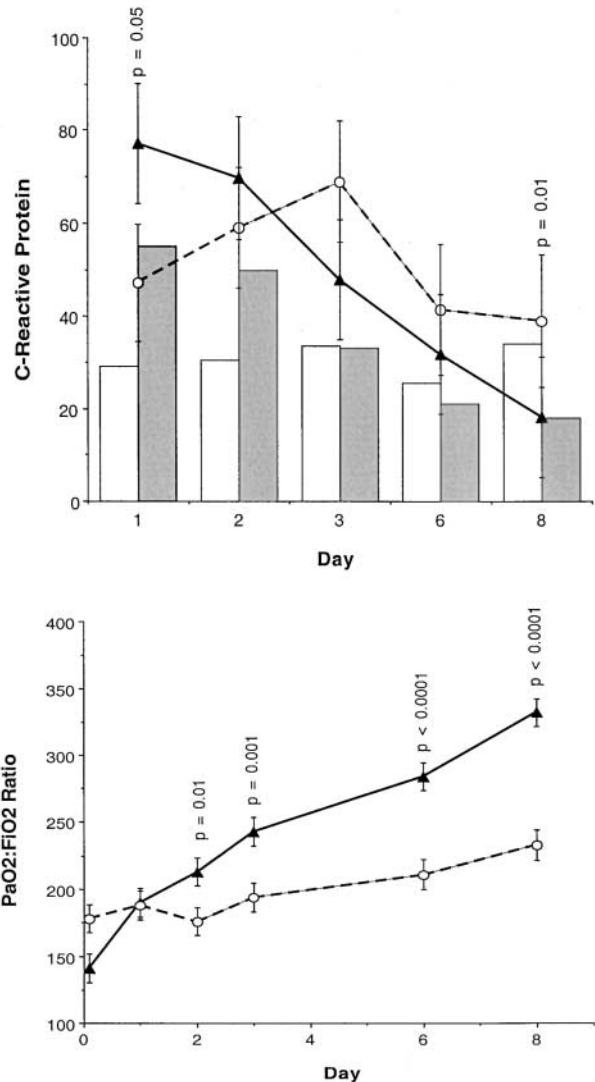 100
p = 0.05
80
60
p = 0.01
40
20
0
C-Reactive Protein
1 2 3 6 8
Day
400
350
300
250
200
150
100
PaO2:FiO2 Ratio
p = 0.01
p = 0.001
p < 0.0001
p < 0.0001
0 2 4 6 8
Day